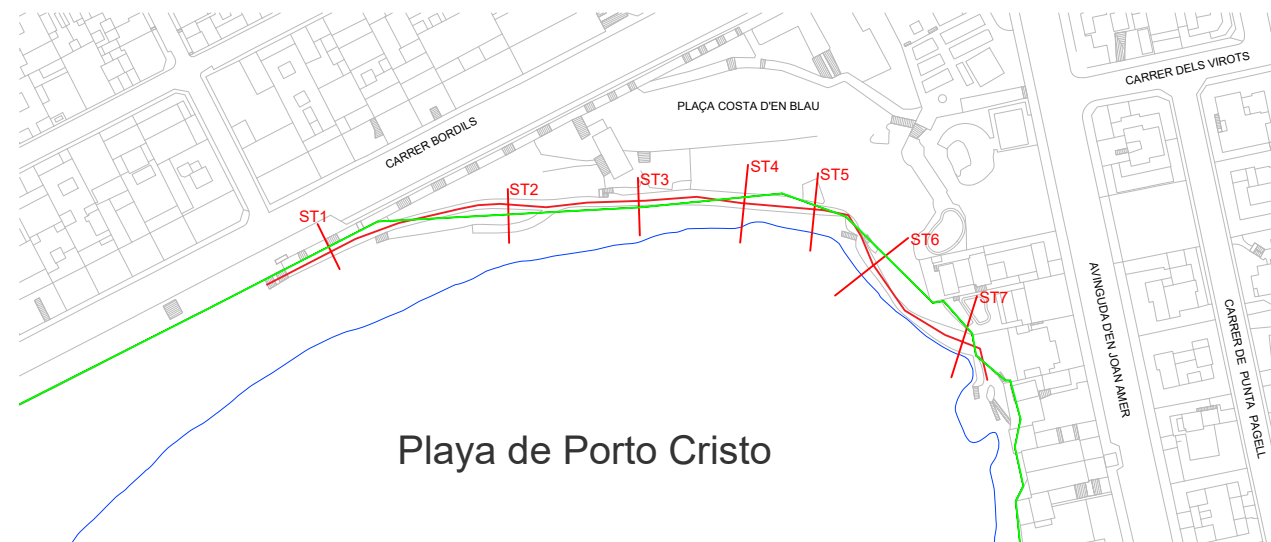 CARRER DELS VIROTS
PLAÇA COSTA D'EN BLAU
CARRER BORDILS
ST1
ST2
ST3
ST4
ST5
ST6
ST7
AVINGUDA D'EN JOAN AMER
CARRER DE PUNTA PAGELL
Playa de Porto Cristo